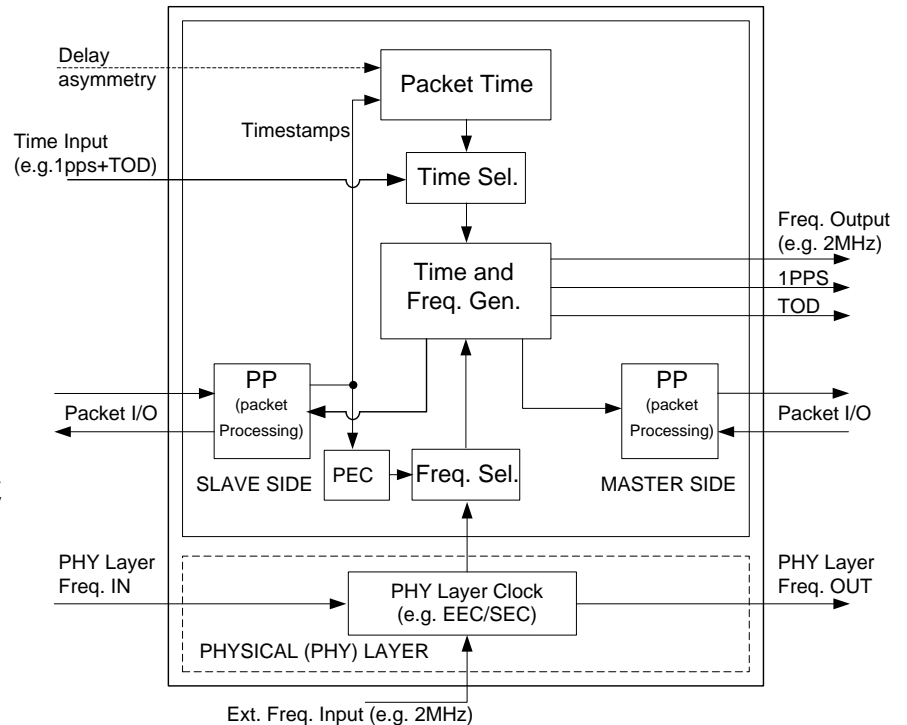 Delay
asymmetry
Packet Time
Timestamps
Time Input
(e.g.1pps+TOD)
Time Sel.
Freq. Output
(e.g. 2MHz)
Time and
Freq. Gen.
1PPS
TOD
PP
(packet
Processing)
Packet I/O
PP
(packet
Processing)
Packet I/O
SLAVE SIDE
PEC
Freq. Sel.
MASTER SIDE
PHY Layer
Freq. IN
PHY Layer Clock
(e.g. EEC/SEC)
PHY Layer
Freq. OUT
PHYSICAL (PHY) LAYER
Ext. Freq. Input (e.g. 2MHz)